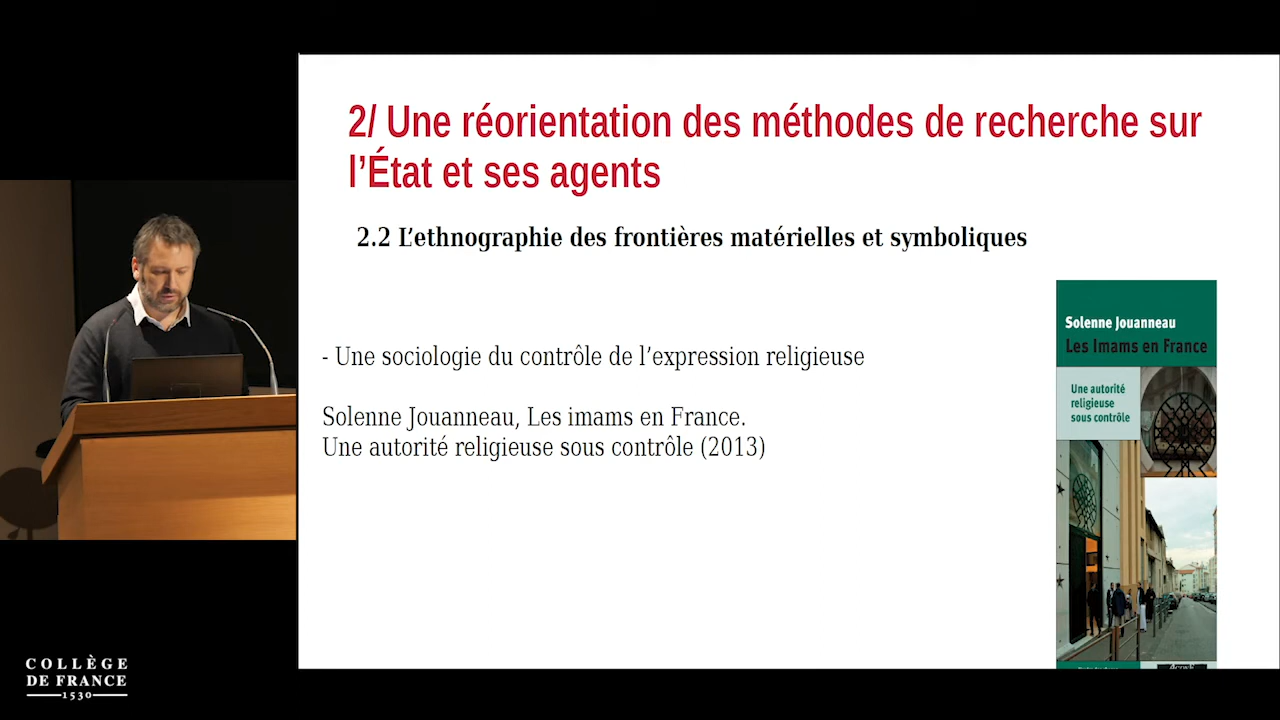 2/ Une réorientation des méthodes de recherche sur
l’État et ses agents
2.2 L’ethnographie des frontières matérielles et symboliques
- Une sociologie du contrôle de l’expression religieuse
Solenne Jouanneau, Les imams en France.
Une autorité religieuse sous contrôle (2013)
Solenne Jouanneau
Les Imams en France
Une autorité
religieuse
sous contrôle
COLLÈGE
DE FRANCE
1530